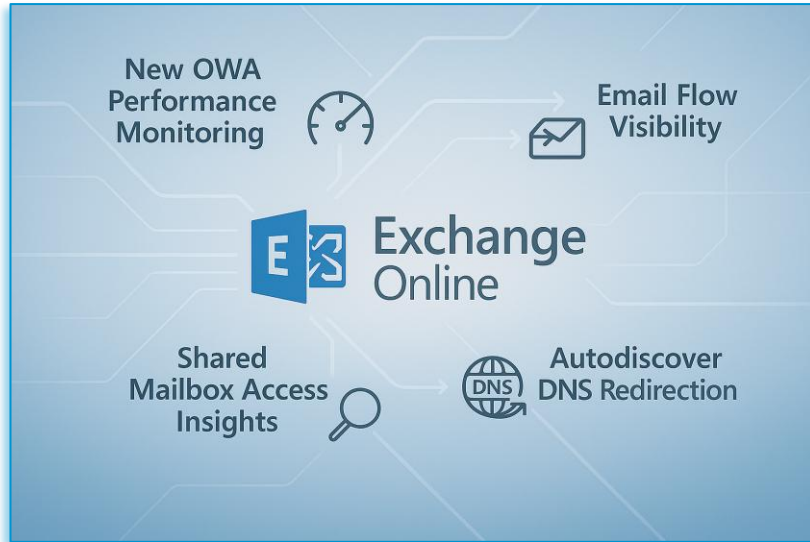 New OWA
Performance
Monitoring
Email Flow
Visibility
E
Exchange
Online
Shared
Mailbox Access
Insights
DNS
Autodiscover
DNS Redirection